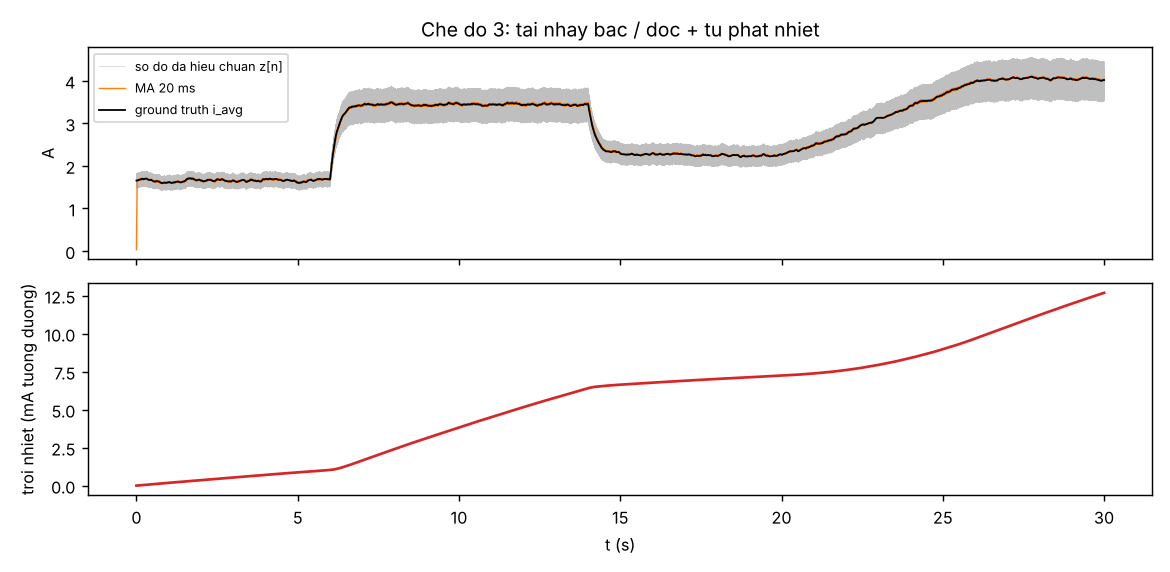 Che do 3: tai nhay bac / doc + tu phat nhiet
so do da hieu chuan z[n]
MA 20 ms
ground truth i_avg
A
4
3
2
1
0
troi nhiet (mA tuong duong)
12.5
10.0
7.5
5.0
2.5
0.0
0 5 10 15 20 25 30
t (s)